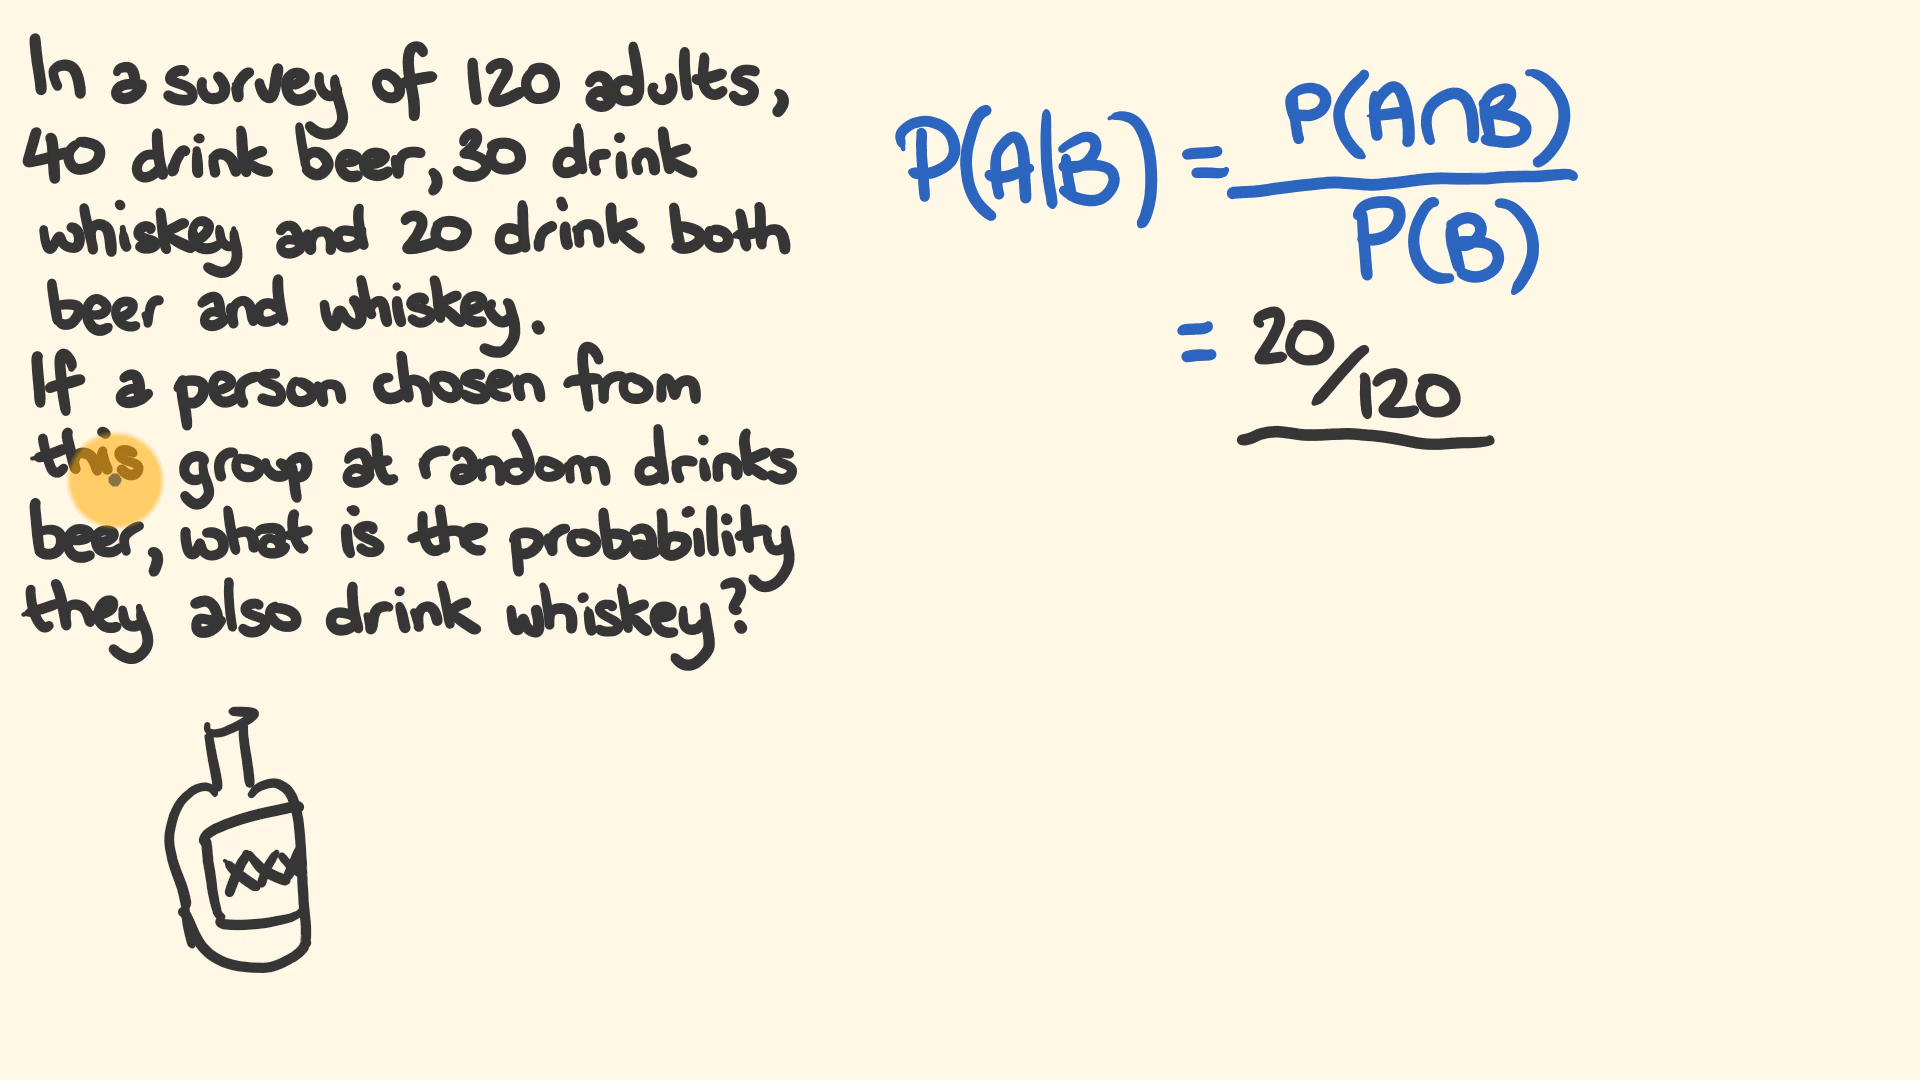 In a survey of 120 adults,
40 drink beer, 30 drink
whiskey and 20 drink both
beer and whiskey.
If a person chosen from
this group at random drinks
beer, what is the probability
they also drink whiskey?
P(A|B) = P(A∩B)
P(B)
= 20/120
XXX